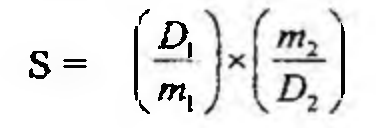 S = (D₁/m₁)×(m₂/D₂)